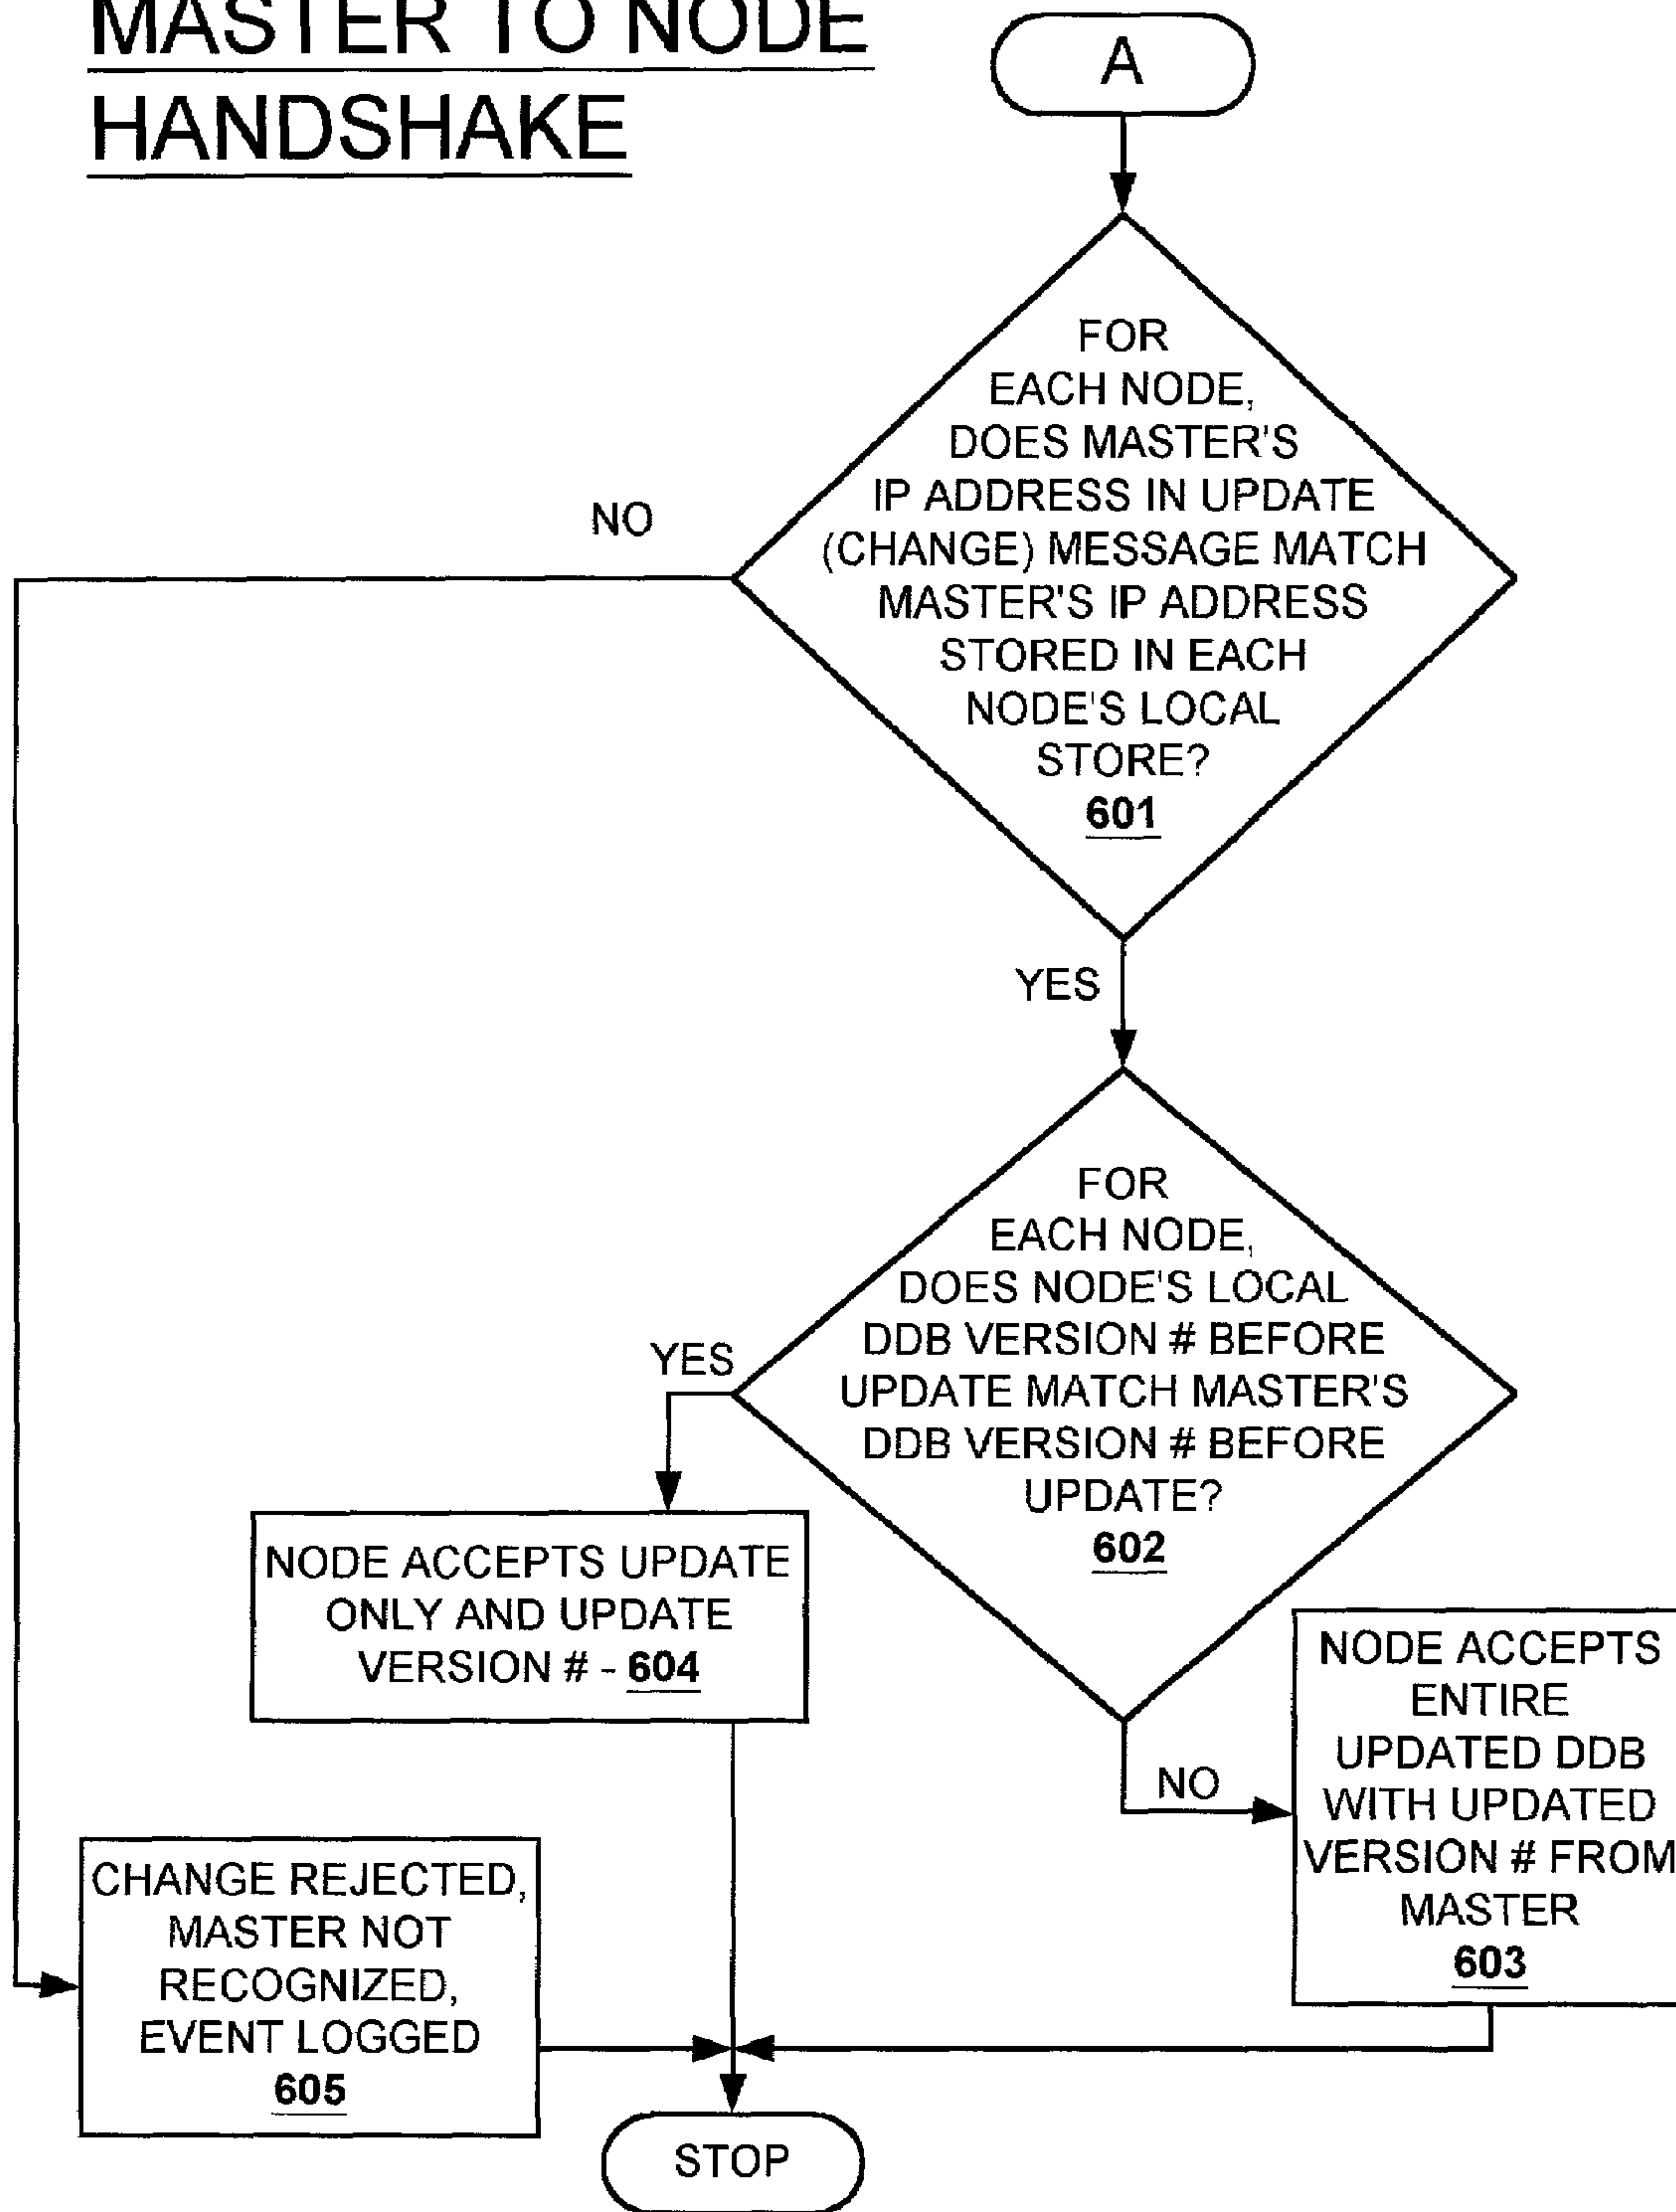 MASTER TO NODE
HANDSHAKE
A
FOR
EACH NODE,
DOES MASTER'S
IP ADDRESS IN UPDATE
(CHANGE) MESSAGE MATCH
MASTER'S IP ADDRESS
STORED IN EACH
NODE'S LOCAL
STORE?
601
NO
YES
FOR
EACH NODE,
DOES NODE'S LOCAL
DDB VERSION # BEFORE
UPDATE MATCH MASTER'S
DDB VERSION # BEFORE
UPDATE?
602
YES
NODE ACCEPTS UPDATE
ONLY AND UPDATE
VERSION # - 604
NO
NODE ACCEPTS
ENTIRE
UPDATED DDB
WITH UPDATED
VERSION # FROM
MASTER
603
CHANGE REJECTED,
MASTER NOT
RECOGNIZED,
EVENT LOGGED
605
STOP